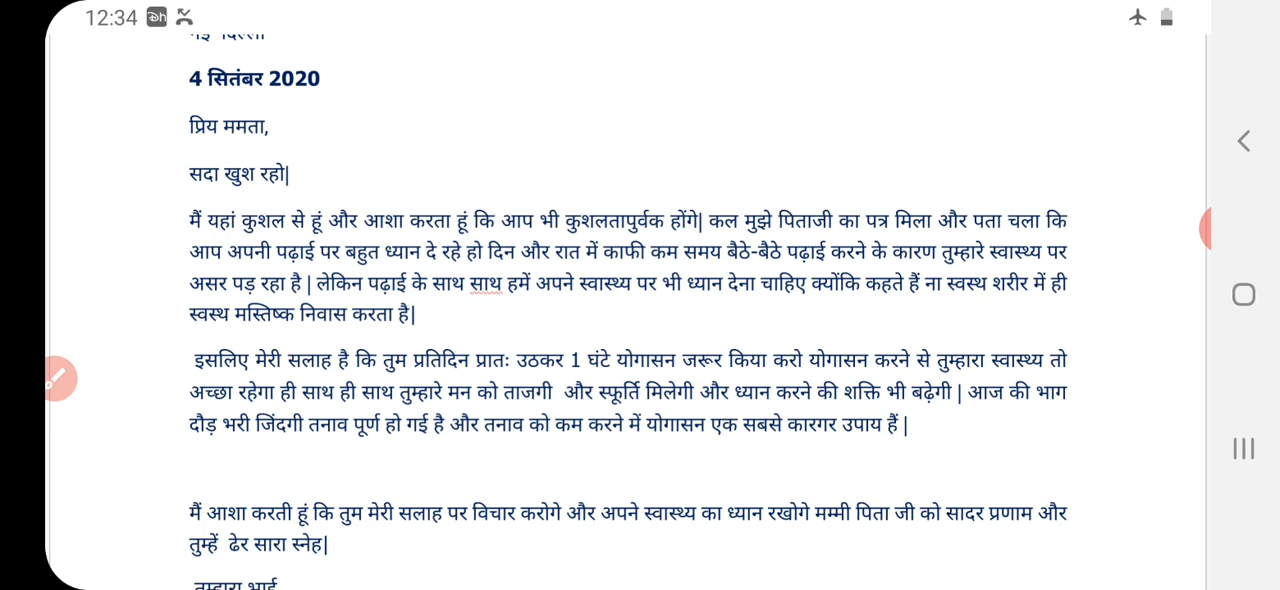 12:34
नई दिल्ली
4 सितंबर 2020
प्रिय ममता,
सदा खुश रहो|
मैं यहां कुशल से हूं और आशा करता हूं कि आप भी कुशलतापुर्वक होंगे| कल मुझे पिताजी का पत्र मिला और पता चला कि
आप अपनी पढ़ाई पर बहुत ध्यान दे रहे हो दिन और रात में काफी कम समय बैठे-बैठे पढ़ाई करने के कारण तुम्हारे स्वास्थ्य पर
असर पड़ रहा है | लेकिन पढ़ाई के साथ साथ हमें अपने स्वास्थ्य पर भी ध्यान देना चाहिए क्योंकि कहते हैं ना स्वस्थ शरीर में ही
स्वस्थ मस्तिष्क निवास करता है|
इसलिए मेरी सलाह है कि तुम प्रतिदिन प्रातः उठकर 1 घंटे योगासन जरूर किया करो योगासन करने से तुम्हारा स्वास्थ्य तो
अच्छा रहेगा ही साथ ही साथ तुम्हारे मन को ताजगी  और स्फूर्ति मिलेगी और ध्यान करने की शक्ति भी बढ़ेगी | आज की भाग
दौड़ भरी जिंदगी तनाव पूर्ण हो गई है और तनाव को कम करने में योगासन एक सबसे कारगर उपाय हैं |
मैं आशा करती हूं कि तुम मेरी सलाह पर विचार करोगे और अपने स्वास्थ्य का ध्यान रखोगे मम्मी पिता जी को सादर प्रणाम और
तुम्हें  ढेर सारा स्नेह|
तुम्हारा भाई